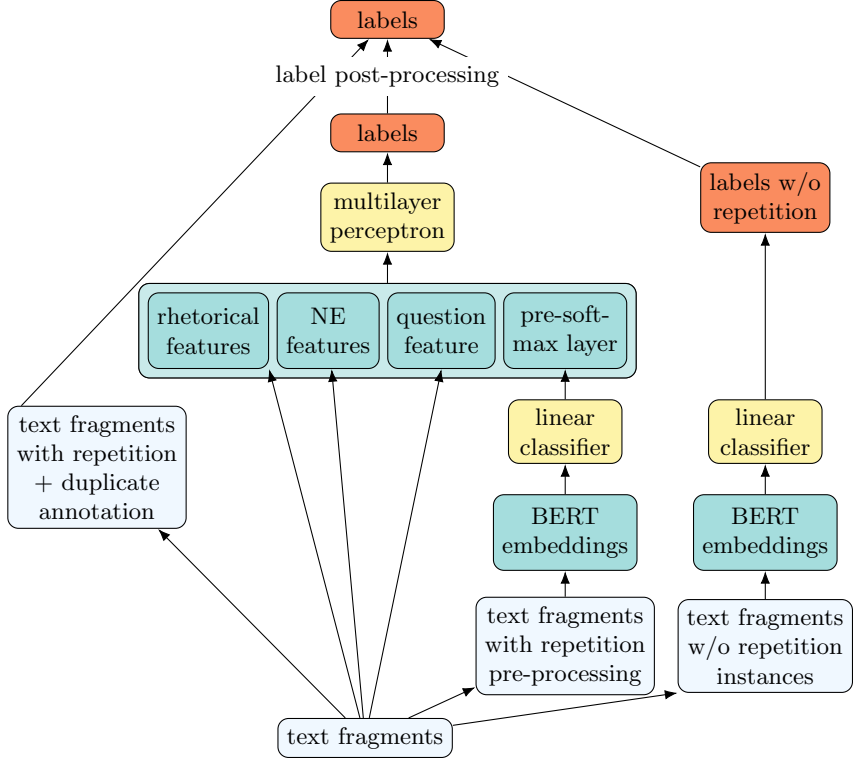 labels
label post-processing
labels
multilayer
perceptron
labels w/o
repetition
rhetorical
features
NE
features
question
feature
pre-soft-
max layer
text fragments
with repetition
+ duplicate
annotation
linear
classifier
linear
classifier
BERT
embeddings
BERT
embeddings
text fragments
with repetition
pre-processing
text fragments
w/o repetition
instances
text fragments